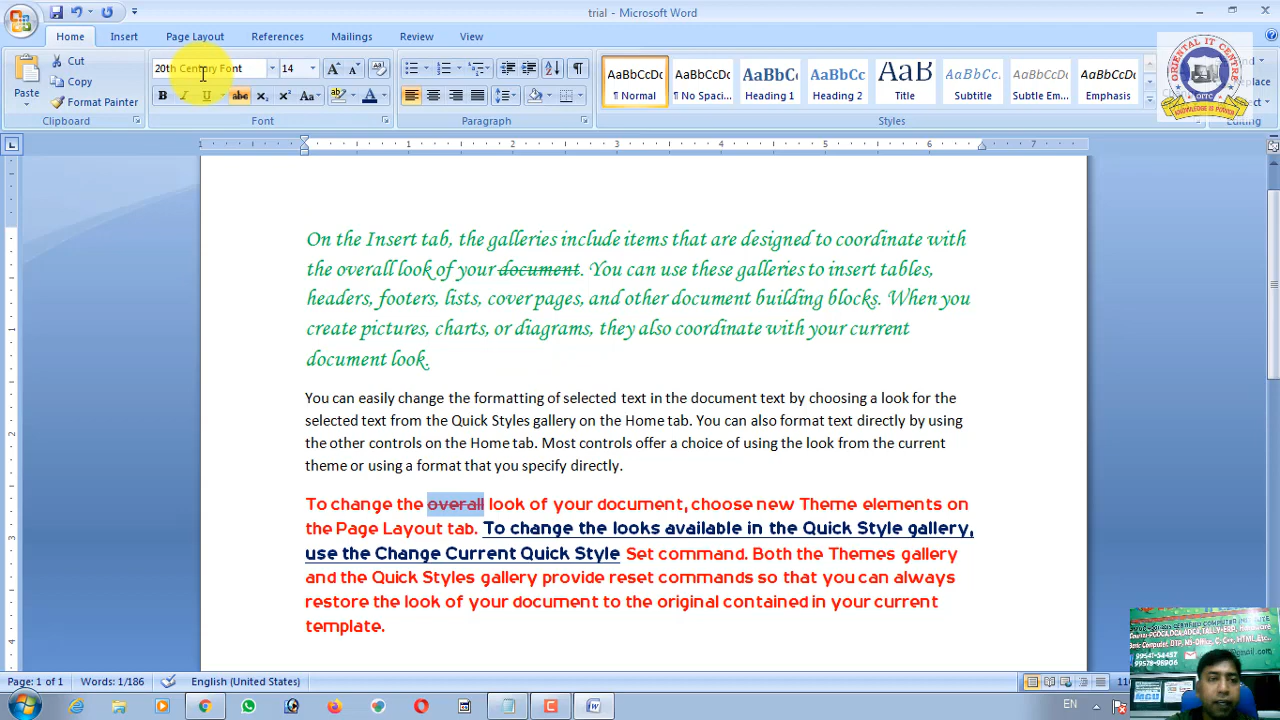 trial - Microsoft Word
Home Insert Page Layout References Mailings Review View
Paste
Cut
Copy
Format Painter
Clipboard
20th Century Font 14
Font
Paragraph
AaBbCcDc AaBbCcDc AaBbC AaBbCc AaB AaBbCc. AaBbCcDc AaBbCcDc
¶ Normal ¶ No Spaci... Heading 1 Heading 2 Title Subtitle Subtle Em... Emphasis
Styles
ORIENTAL IT CENTRE
KNOWLEDGE IS POWER
On the Insert tab, the galleries include items that are designed to coordinate with
the overall look of your document. You can use these galleries to insert tables,
headers, footers, lists, cover pages, and other document building blocks. When you
create pictures, charts, or diagrams, they also coordinate with your current
document look.
You can easily change the formatting of selected text in the document text by choosing a look for the
selected text from the Quick Styles gallery on the Home tab. You can also format text directly by using
the other controls on the Home tab. Most controls offer a choice of using the look from the current
theme or using a format that you specify directly.
To change the overall look of your document, choose new Theme elements on
the Page Layout tab. To change the looks available in the Quick Style gallery,
use the Change Current Quick Style Set command. Both the Themes gallery
and the Quick Styles gallery provide reset commands so that you can always
restore the look of your document to the original contained in your current
template.
Page: 1 of 1 Words: 1/186 English (United States)
EN